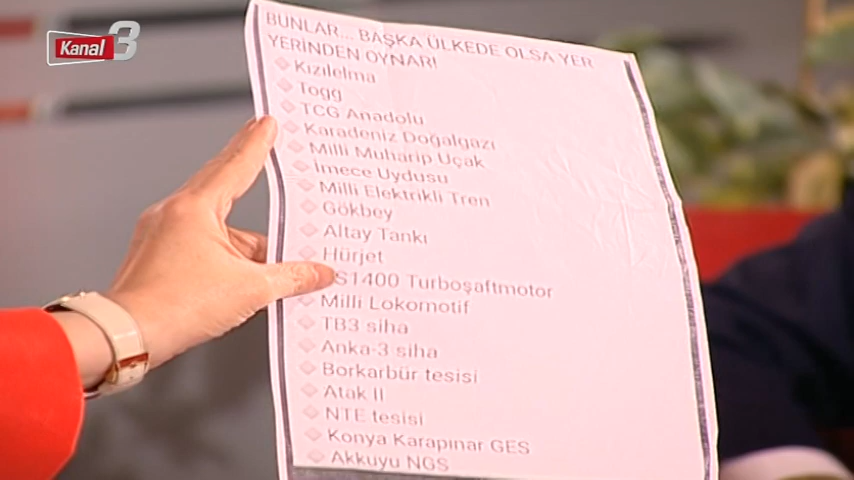 Kanal 3
BUNLAR... BAŞKA ÜLKEDE OLSA YER
YERİNDEN OYNAR!
Kızılelma
Togg
TCG Anadolu
Karadeniz Doğalgazı
Milli Muharip Uçak
İmece Uydusu
Milli Elektrikli Tren
Gökbey
Altay Tankı
Hürjet
S1400 Turboşaftmotor
Milli Lokomotif
TB3 siha
Anka-3 siha
Borkarbür tesisi
Atak II
NTE tesisi
Konya Karapınar GES
Akkuyu NGS